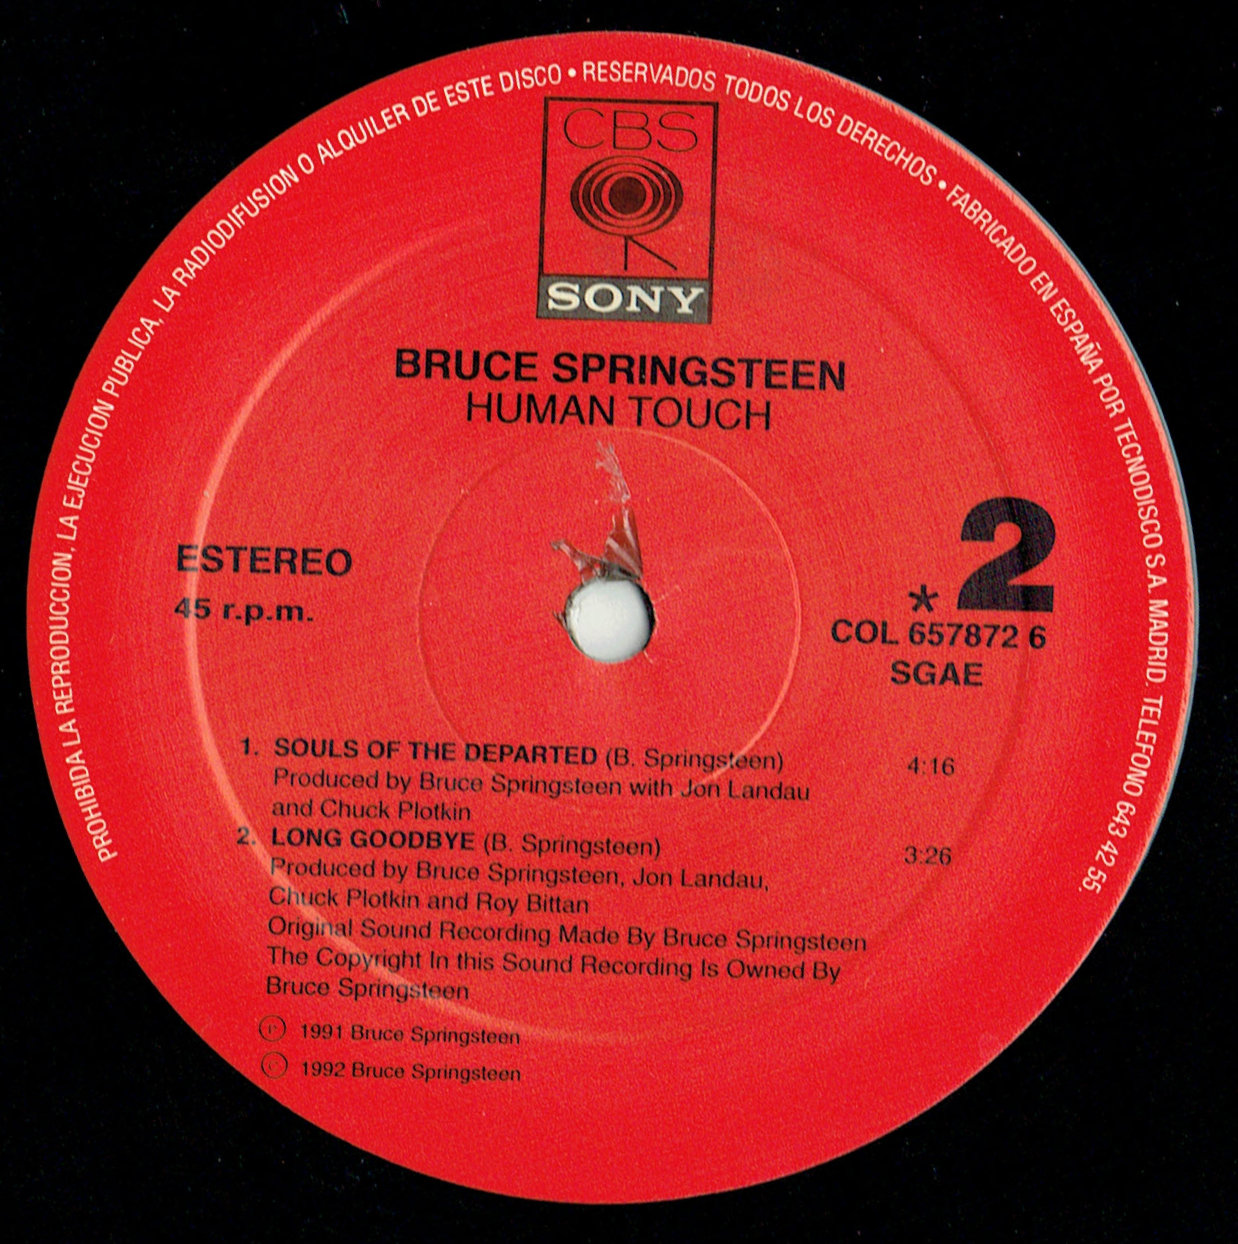 PROHIBIDA LA REPRODUCCION, LA EJECUCION PUBLICA, LA RADIODIFUSION O ALQUILER DE ESTE DISCO • RESERVADOS TODOS LOS DERECHOS • FABRICADO EN ESPAÑA POR TECNODISCO S.A. MADRID. TELEFONO 643 42 55.
CBS
SONY
BRUCE SPRINGSTEEN
HUMAN TOUCH
ESTEREO
45 r.p.m.
* 2
COL 657872 6
SGAE
1. SOULS OF THE DEPARTED (B. Springsteen) 4:16
Produced by Bruce Springsteen with Jon Landau
and Chuck Plotkin
2. LONG GOODBYE (B. Springsteen) 3:26
Produced by Bruce Springsteen, Jon Landau,
Chuck Plotkin and Roy Bittan
Original Sound Recording Made By Bruce Springsteen
The Copyright In this Sound Recording Is Owned By
Bruce Springsteen
Ⓟ 1991 Bruce Springsteen
© 1992 Bruce Springsteen